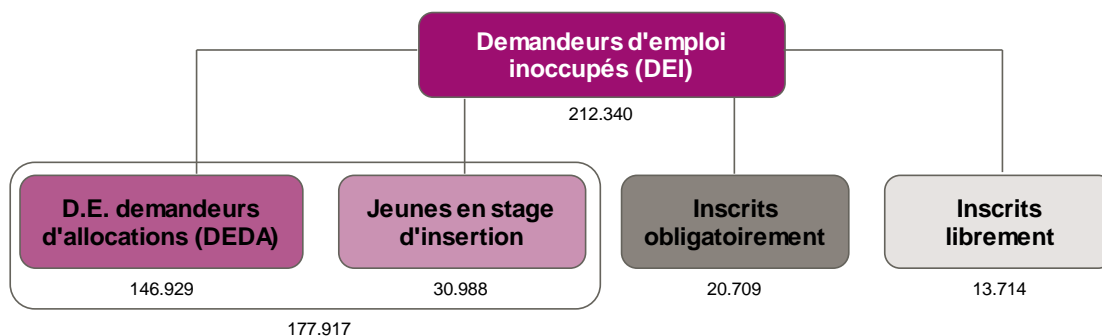 Demandeurs d'emploi
inoccupés (DEI)
212.340
D.E. demandeurs
d'allocations (DEDA)
Jeunes en stage
d'insertion
Inscrits
obligatoirement
Inscrits
librement
146.929
30.988
20.709
13.714
177.917